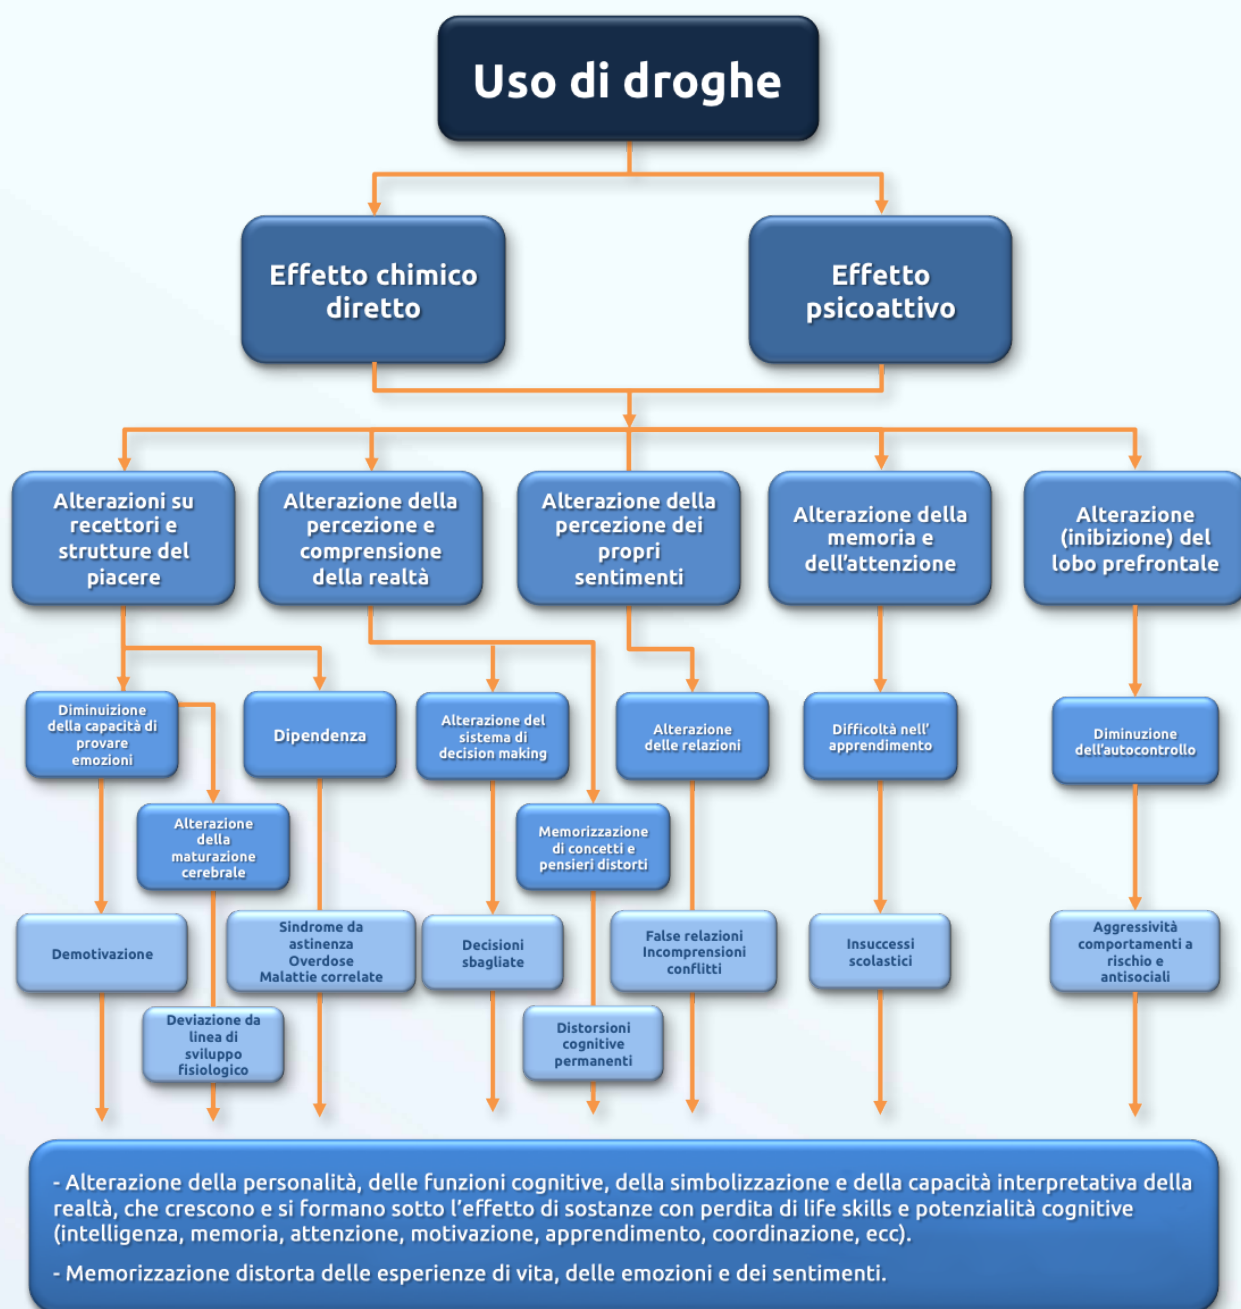 Uso di droghe
Effetto chimico
diretto
Effetto
psicoattivo
Alterazioni su
recettori e
strutture del
piacere
Alterazione della
percezione e
comprensione
della realtà
Alterazione della
percezione dei
propri
sentimenti
Alterazione della
memoria e
dell'attenzione
Alterazione
(inibizione) del
lobo prefrontale
Diminuizione
della capacità di
provare
emozioni
Dipendenza
Alterazione del
sistema di
decision making
Alterazione
delle relazioni
Difficoltà nell'
apprendimento
Diminuzione
dell'autocontrollo
Alterazione
della
maturazione
cerebrale
Memorizzazione
di concetti e
pensieri distorti
Demotivazione
Sindrome da
astinenza
Overdose
Malattie correlate
Decisioni
sbagliate
False relazioni
Incomprensioni
conflitti
Insuccessi
scolastici
Aggressività
comportamenti a
rischio e
antisociali
Deviazione da
linea di
sviluppo
fisiologico
Distorsioni
cognitive
permanenti
- Alterazione della personalità, delle funzioni cognitive, della simbolizzazione e della capacità interpretativa della
realtà, che crescono e si formano sotto l'effetto di sostanze con perdita di life skills e potenzialità cognitive
(intelligenza, memoria, attenzione, motivazione, apprendimento, coordinazione, ecc).
- Memorizzazione distorta delle esperienze di vita, delle emozioni e dei sentimenti.